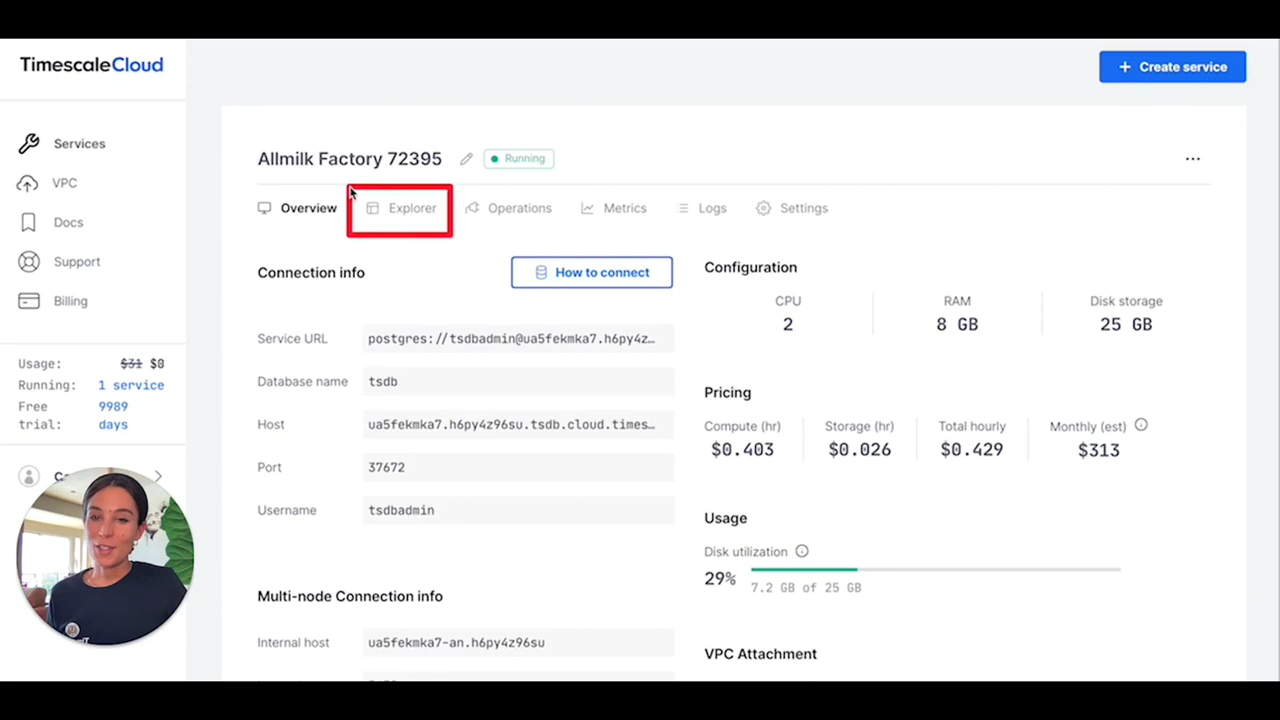 TimescaleCloud
+ Create service
Services
VPC
Docs
Support
Billing
Usage: $31 $0
Running: 1 service
Free trial: 9989 days
Allmilk Factory 72395
Running
...
Overview
Explorer
Operations
Metrics
Logs
Settings
Connection info
How to connect
Service URL postgres://tsdbadmin@ua5fekmka7.h6py4z…
Database name tsdb
Host ua5fekmka7.h6py4z96su.tsdb.cloud.times…
Port 37672
Username tsdbadmin
Multi-node Connection info
Internal host ua5fekmka7-an.h6py4z96su
Configuration
CPU RAM Disk storage
2 8 GB 25 GB
Pricing
Compute (hr) Storage (hr) Total hourly Monthly (est)
$0.403 $0.026 $0.429 $313
Usage
Disk utilization
29% 7.2 GB of 25 GB
VPC Attachment